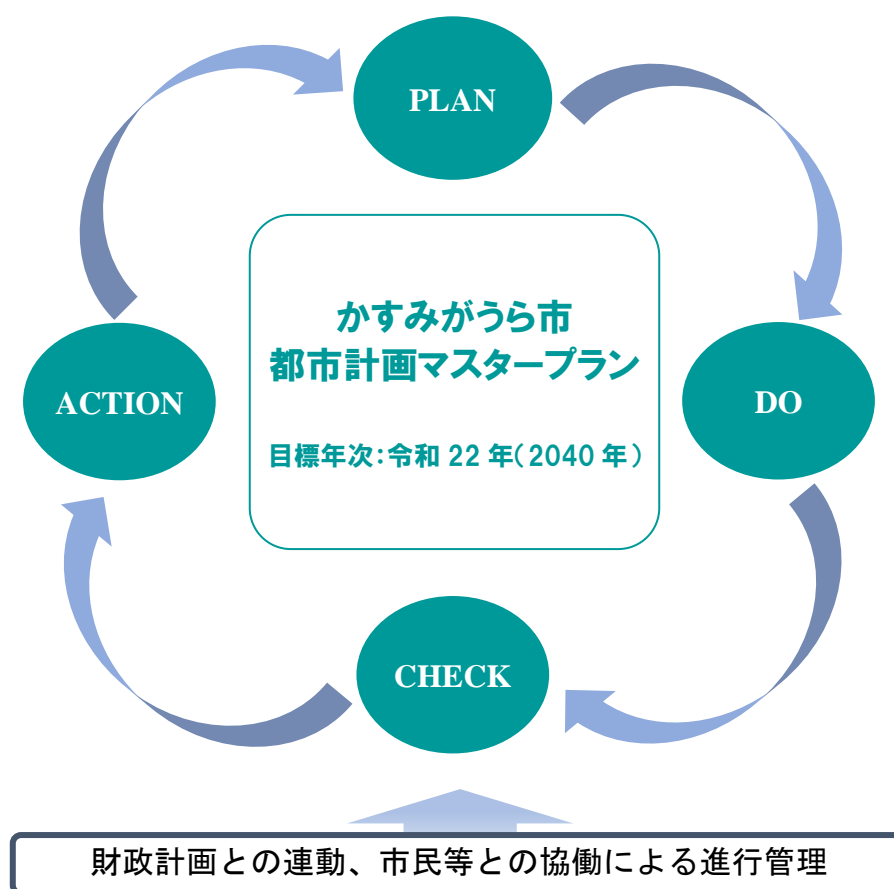 PLAN
かすみがうら市
都市計画マスタープラン
目標年次：令和 22 年（2040 年）
ACTION
DO
CHECK
財政計画との連動、市民等との協働による進行管理